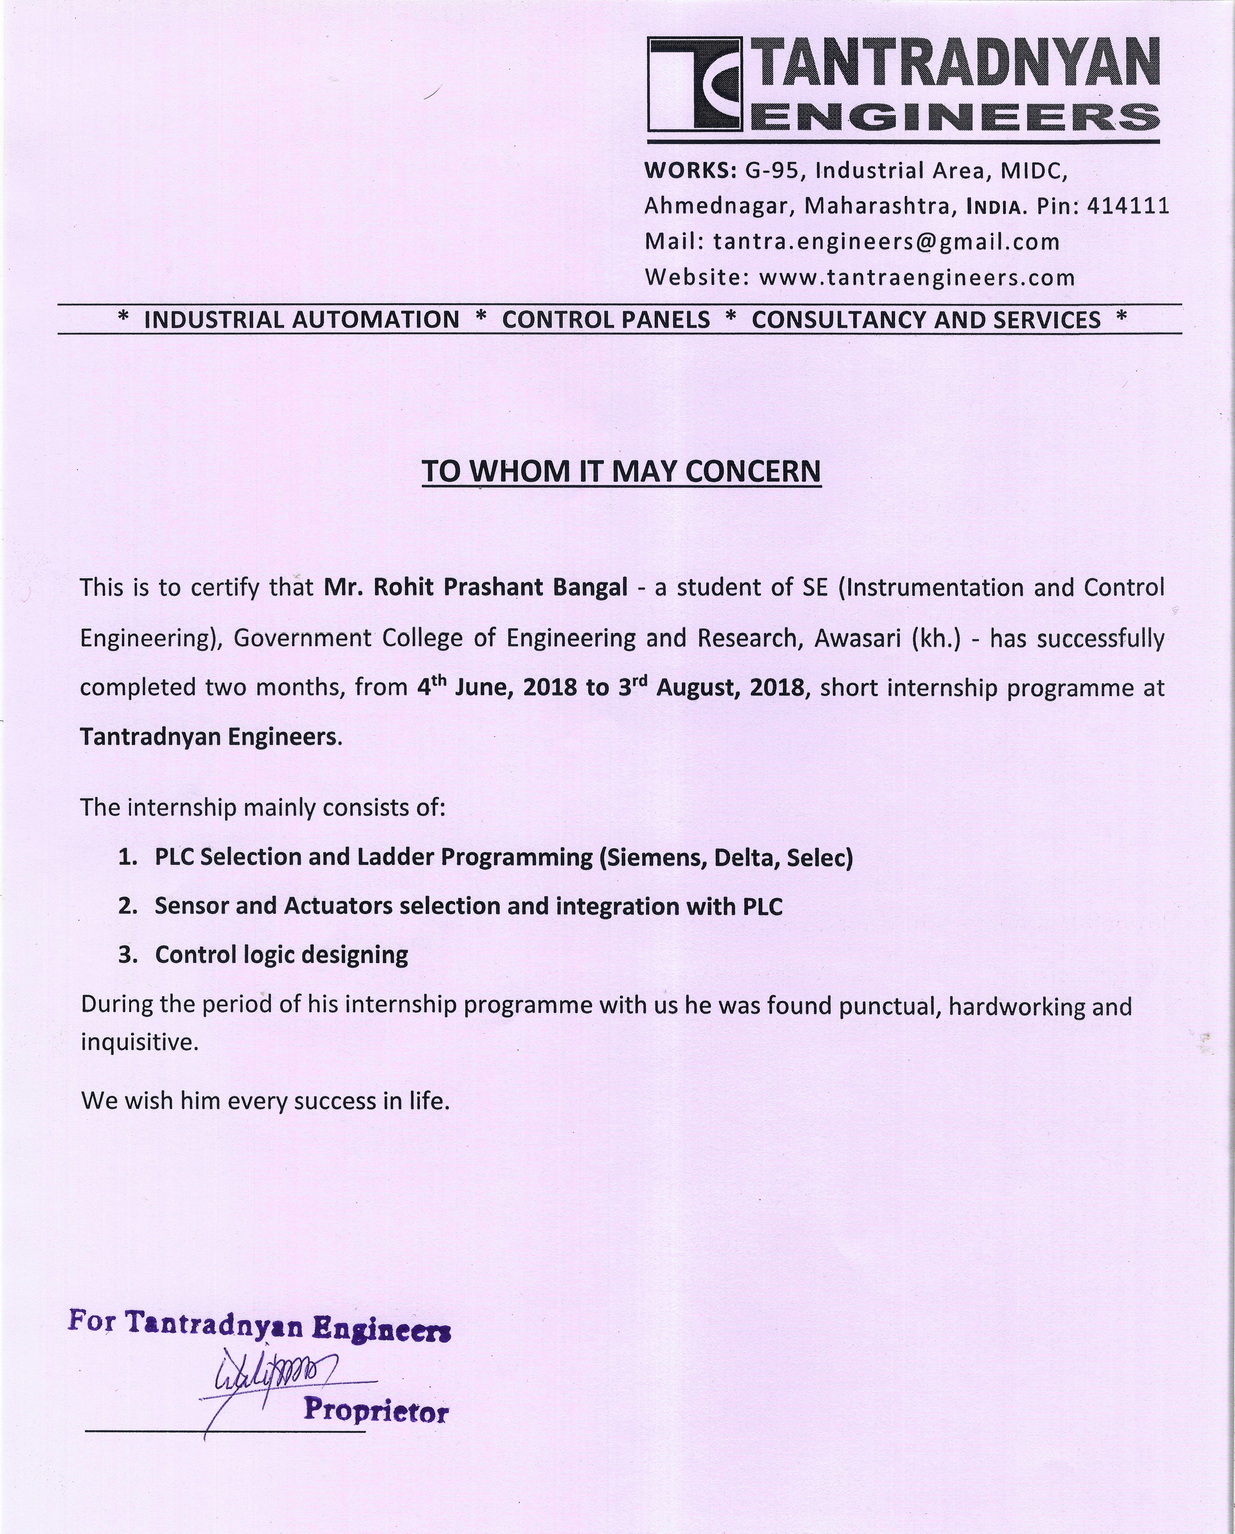 TANTRADNYAN
ENGINEERS
WORKS: G-95, Industrial Area, MIDC,
Ahmednagar, Maharashtra, INDIA. Pin: 414111
Mail: tantra.engineers@gmail.com
Website: www.tantraengineers.com
* INDUSTRIAL AUTOMATION * CONTROL PANELS * CONSULTANCY AND SERVICES *
TO WHOM IT MAY CONCERN
This is to certify that Mr. Rohit Prashant Bangal - a student of SE (Instrumentation and Control
Engineering), Government College of Engineering and Research, Awasari (kh.) - has successfully
completed two months, from 4th June, 2018 to 3rd August, 2018, short internship programme at
Tantradnyan Engineers.
The internship mainly consists of:
1. PLC Selection and Ladder Programming (Siemens, Delta, Selec)
2. Sensor and Actuators selection and integration with PLC
3. Control logic designing
During the period of his internship programme with us he was found punctual, hardworking and
inquisitive.
We wish him every success in life.
For Tantradnyan Engineers
Proprietor